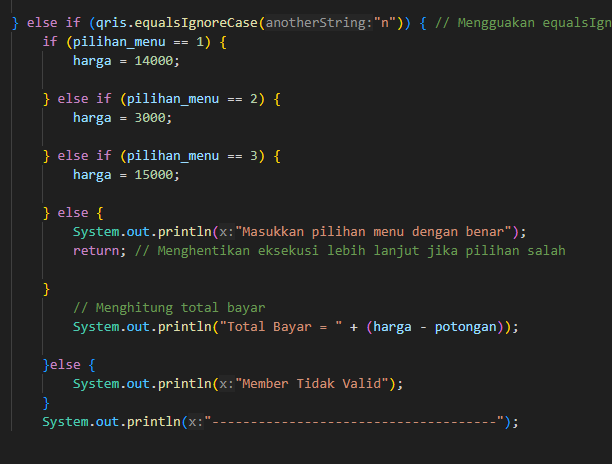 } else if (qris.equalsIgnoreCase(anotherString:"n")) { // Mengguakan equalsIgn
if (pilihan_menu == 1) {
harga = 14000;
} else if (pilihan_menu == 2) {
harga = 3000;
} else if (pilihan_menu == 3) {
harga = 15000;
} else {
System.out.println(x:"Masukkan pilihan menu dengan benar");
return; // Menghentikan eksekusi lebih lanjut jika pilihan salah
}
// Menghitung total bayar
System.out.println("Total Bayar = " + (harga - potongan));
}else {
System.out.println(x:"Member Tidak Valid");
}
System.out.println(x:"-------------------------------------");